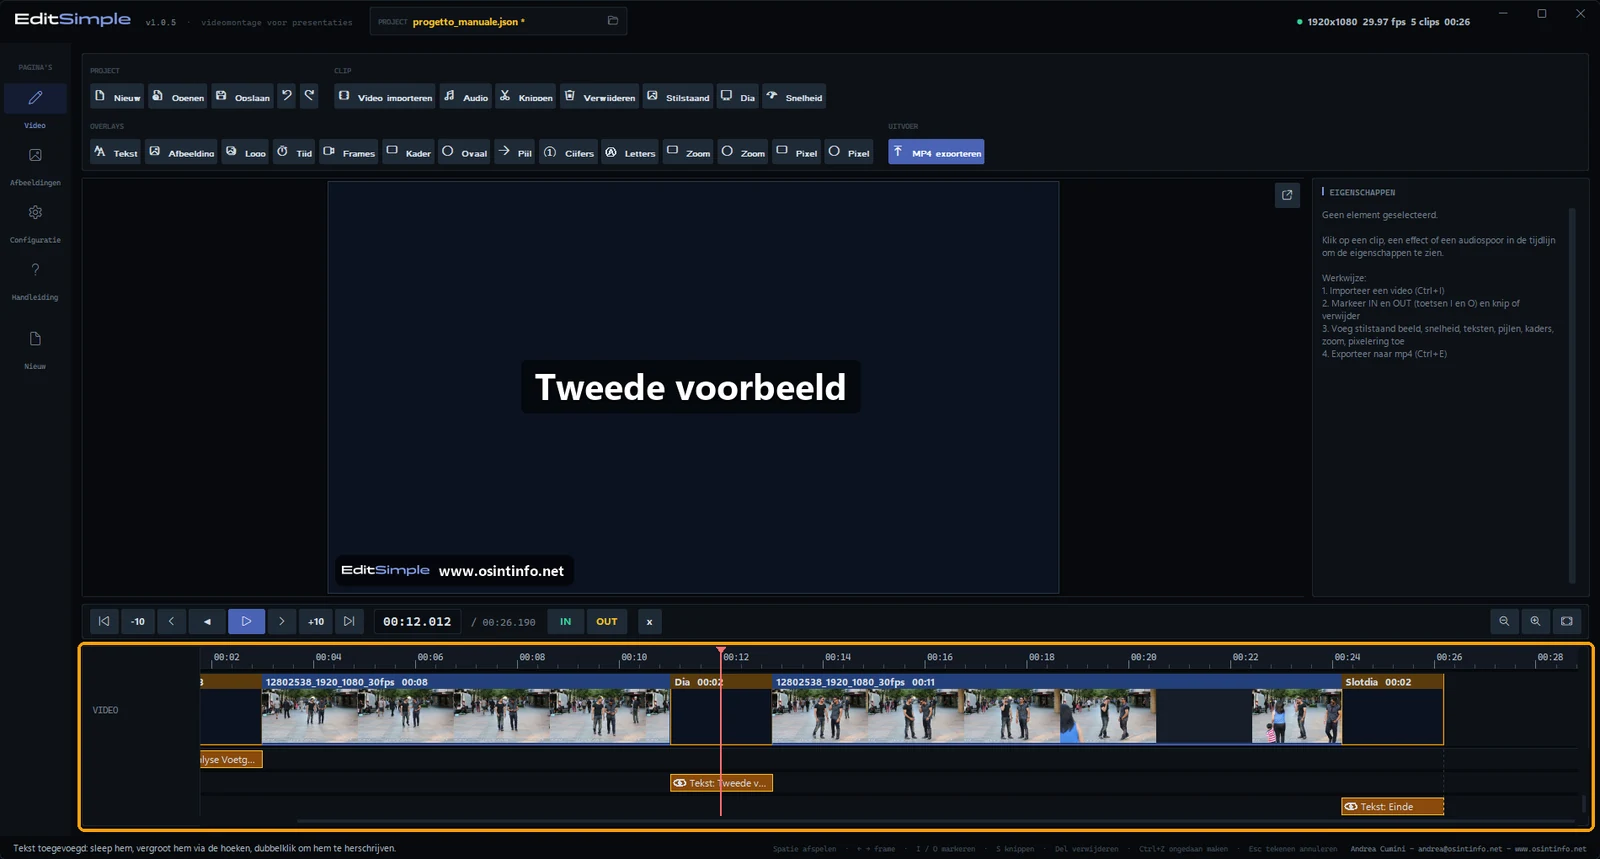 EditSimple v1.0.5 · videomontage voor presentaties PROJECT progetto_manuale.json * 1920x1080 29.97 fps 5 clips 00:26
PAGINA'S
Video
Afbeeldingen
Configuratie
Handleiding
Nieuw
PROJECT CLIP
Nieuw Openen Opslaan Video importeren Audio Knippen Verwijderen Stilstaand Dia Snelheid
OVERLAYS UITVOER
Tekst Afbeelding Logo Tijd Frames Kader Ovaal Pijl Cijfers Letters Zoom Zoom Pixel Pixel MP4 exporteren
Tweede voorbeeld
EditSimple www.osintinfo.net
EIGENSCHAPPEN
Geen element geselecteerd.
Klik op een clip, een effect of een audiospoor in de tijdlijn
om de eigenschappen te zien.
Werkwijze:
1. Importeer een video (Ctrl+I)
2. Markeer IN en OUT (toetsen I en O) en knip of
verwijder
3. Voeg stilstaand beeld, snelheid, teksten, pijlen, kaders,
zoom, pixelering toe
4. Exporteer naar mp4 (Ctrl+E)
-10 +10 00:12.012 / 00:26.190 IN OUT x
00:02 00:04 00:06 00:08 00:10 00:12 00:14 00:16 00:18 00:20 00:22 00:24 00:26 00:28
12802538_1920_1080_30fps 00:08 Dia 00:02 12802538_1920_1080_30fps 00:11 Slotdia 00:02
VIDEO
lyse Voetg...
Tekst: Tweede v...
Tekst: Einde
Tekst toegevoegd: sleep hem, vergroot hem via de hoeken, dubbelklik om hem te herschrijven. Spatie afspelen · frame · I / O markeren · S knippen · Del verwijderen · Ctrl+Z ongedaan maken · Esc tekenen annuleren Andrea Cumini — andrea@osintinfo.net — www.osintinfo.net